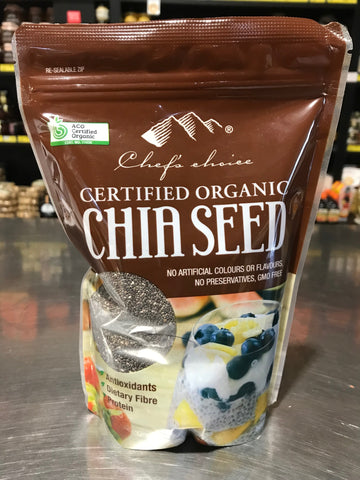 RE-SEALABLE ZIP
ACO
Certified
Organic
®
Chef's choice
CERTIFIED ORGANIC
CHIA SEED
NO ARTIFICIAL COLOURS OR FLAVOURS,
NO PRESERVATIVES, GMO FREE
Antioxidants
Dietary Fibre
Protein